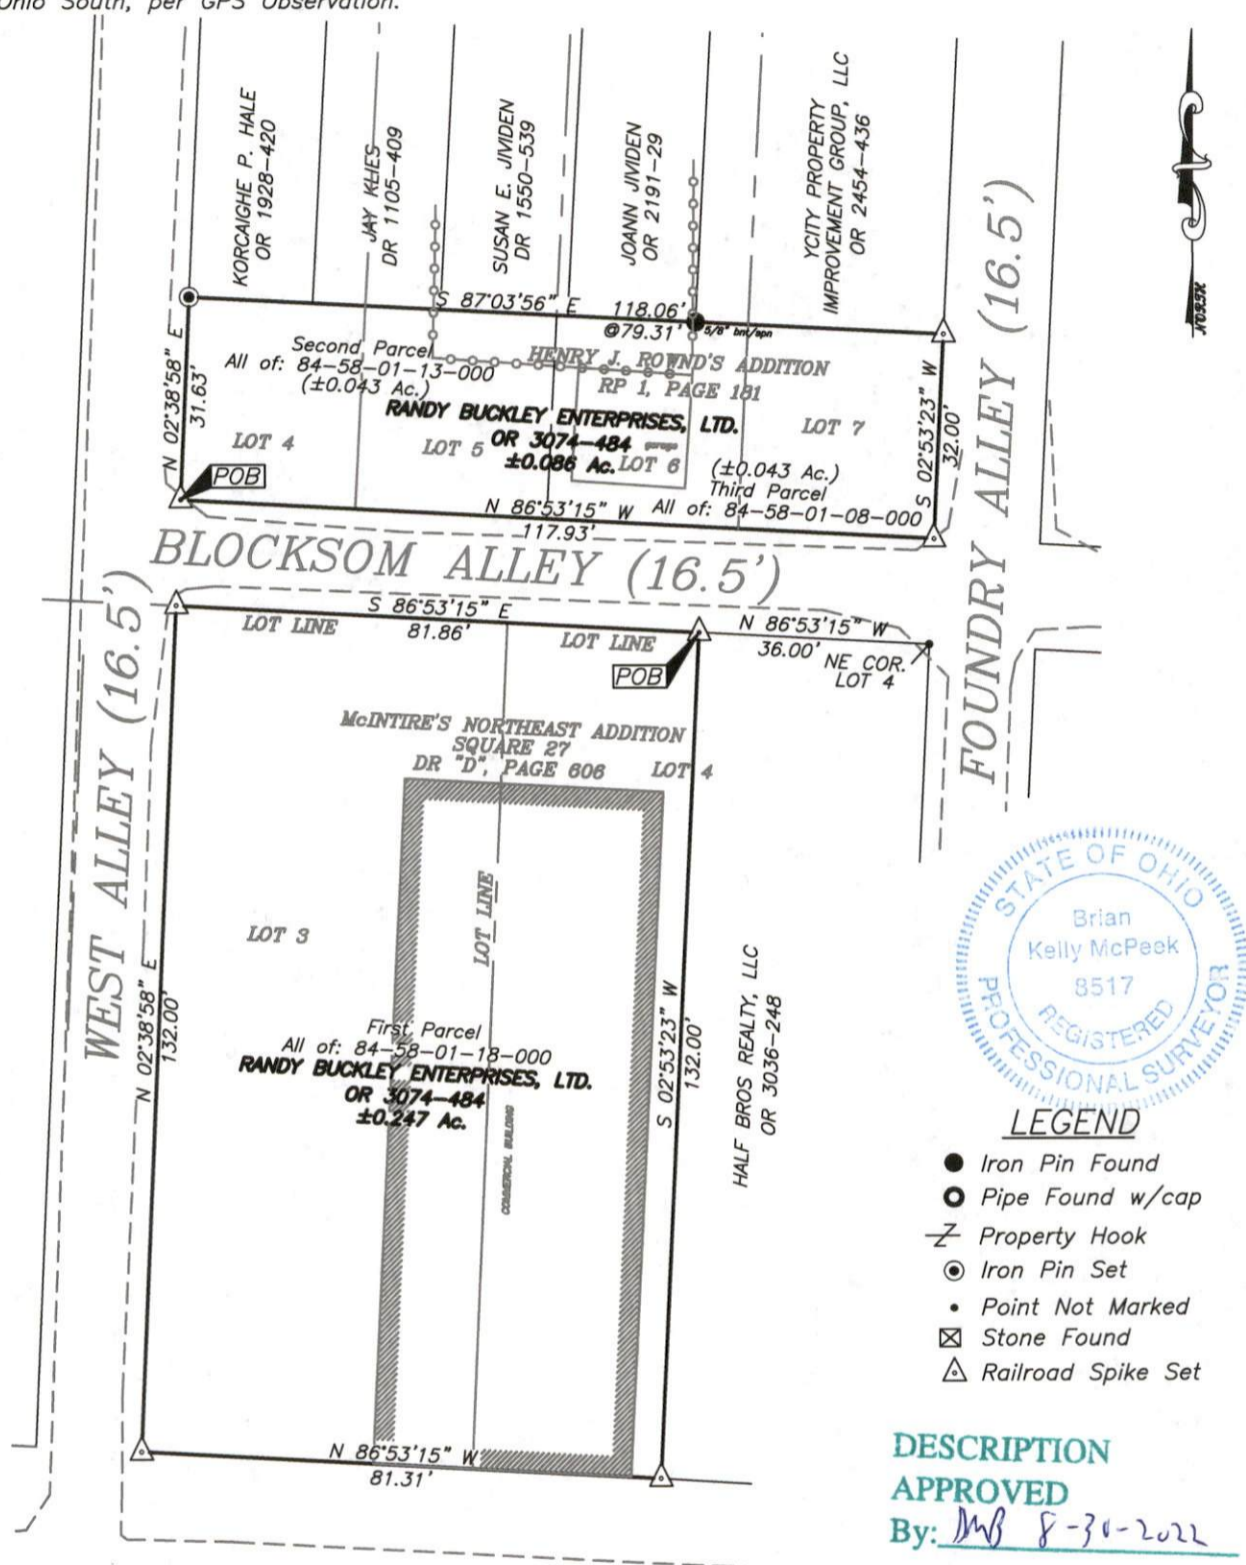 Ohio South, per GPS Observation.
KORCAIGHE P. HALE
OR 1928-420
JAY KLIES
DR 1105-409
SUSAN E. JIVIDEN
DR 1550-539
JOANN JIVIDEN
OR 2191-29
YCITY PROPERTY
IMPROVEMENT GROUP, LLC
OR 2454-436
NORSK
S 87°03'56" E 118.06'
@79.31'
5/8" bnt/spn
N 02°38'58" E
31.63'
Second Parcel
All of: 84-58-01-13-000
(±0.043 Ac.)
HENRY J. ROWND'S ADDITION
RP 1, PAGE 181
RANDY BUCKLEY ENTERPRISES, LTD.
OR 3074-484
±0.086 Ac.
garage
LOT 4
LOT 5
LOT 6
LOT 7
(±0.043 Ac.)
Third Parcel
All of: 84-58-01-08-000
S 02°53'23" W
32.00'
POB
N 86°53'15" W
117.93'
BLOCKSOM ALLEY (16.5')
FOUNDRY ALLEY (16.5')
WEST ALLEY (16.5')
S 86°53'15" E
81.86'
LOT LINE
LOT LINE
N 86°53'15" W
36.00'
NE COR.
LOT 4
POB
McINTIRE'S NORTHEAST ADDITION
SQUARE 27
DR "D", PAGE 606
LOT 4
LOT LINE
LOT 3
N 02°38'58" E
132.00'
First Parcel
All of: 84-58-01-18-000
RANDY BUCKLEY ENTERPRISES, LTD.
OR 3074-484
±0.247 Ac.
COMMERCIAL BUILDING
S 02°53'23" W
132.00'
HALF BROS REALTY, LLC
OR 3036-248
N 86°53'15" W
81.31'
STATE OF OHIO
Brian
Kelly McPeek
8517
REGISTERED
PROFESSIONAL SURVEYOR
LEGEND
Iron Pin Found
Pipe Found w/cap
Property Hook
Iron Pin Set
Point Not Marked
Stone Found
Railroad Spike Set
DESCRIPTION
APPROVED
By: 8-30-2022